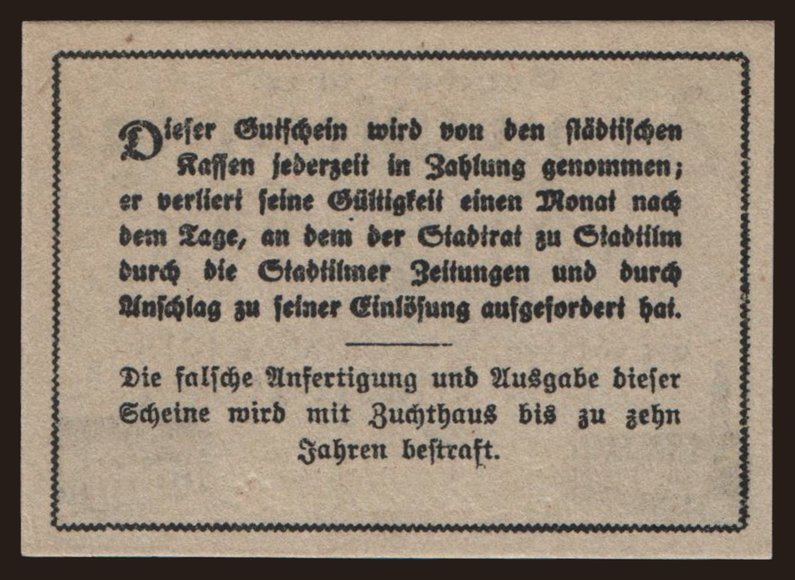 Dieser Gutschein wird von den städtischen
Kassen jederzeit in Zahlung genommen;
er verliert seine Gültigkeit einen Monat nach
dem Tage, an dem der Stadtrat zu Stadtilm
durch die Stadtilmer Zeitungen und durch
Anschlag zu seiner Einlösung aufgefordert hat.
Die falsche Anfertigung und Ausgabe dieser
Scheine wird mit Zuchthaus bis zu zehn
Jahren bestraft.